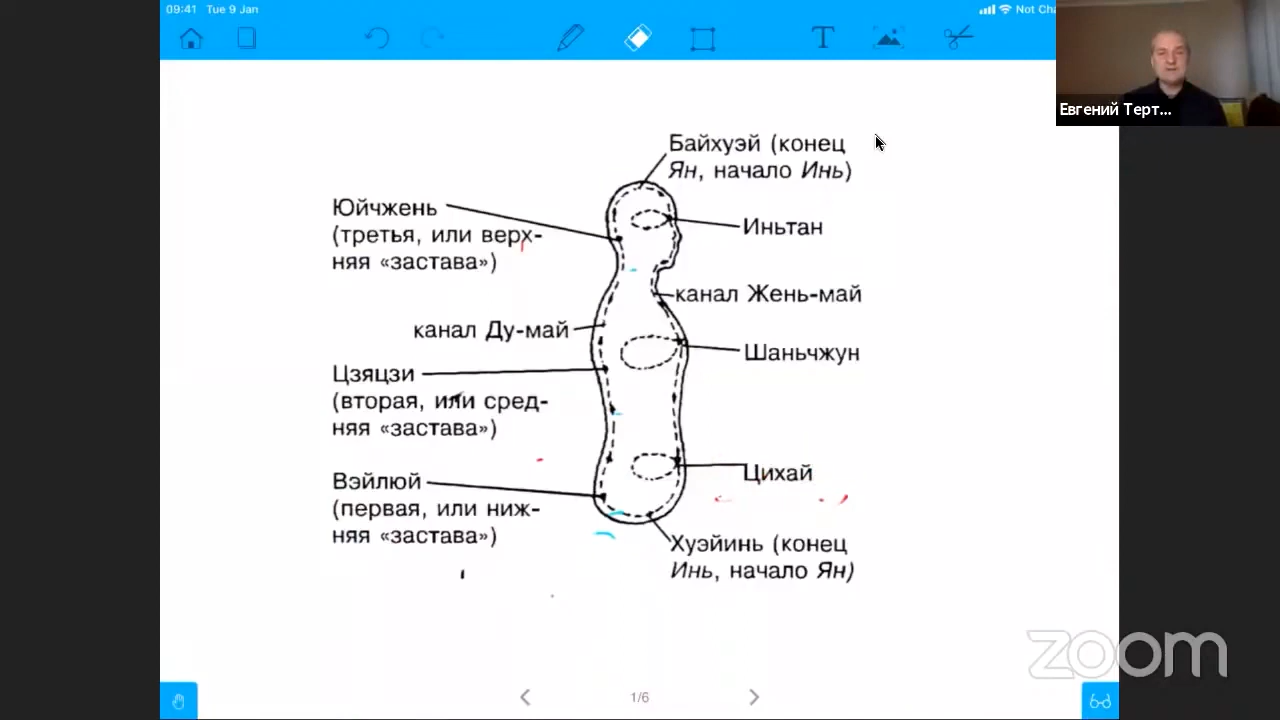 09:41 Tue 9 Jan
Not Cha
T
Евгений Терт...
Байхуэй (конец
Ян, начало Инь)
Юйчжень
(третья, или верх-
няя «застава»)
Иньтан
канал Жень-май
канал Ду-май
Шаньчжун
Цзяцзи
(вторая, или сред-
няя «застава»)
Вэйлюй
(первая, или ниж-
няя «застава»)
Цихай
Хуэйинь (конец
Инь, начало Ян)
zoom
1/6